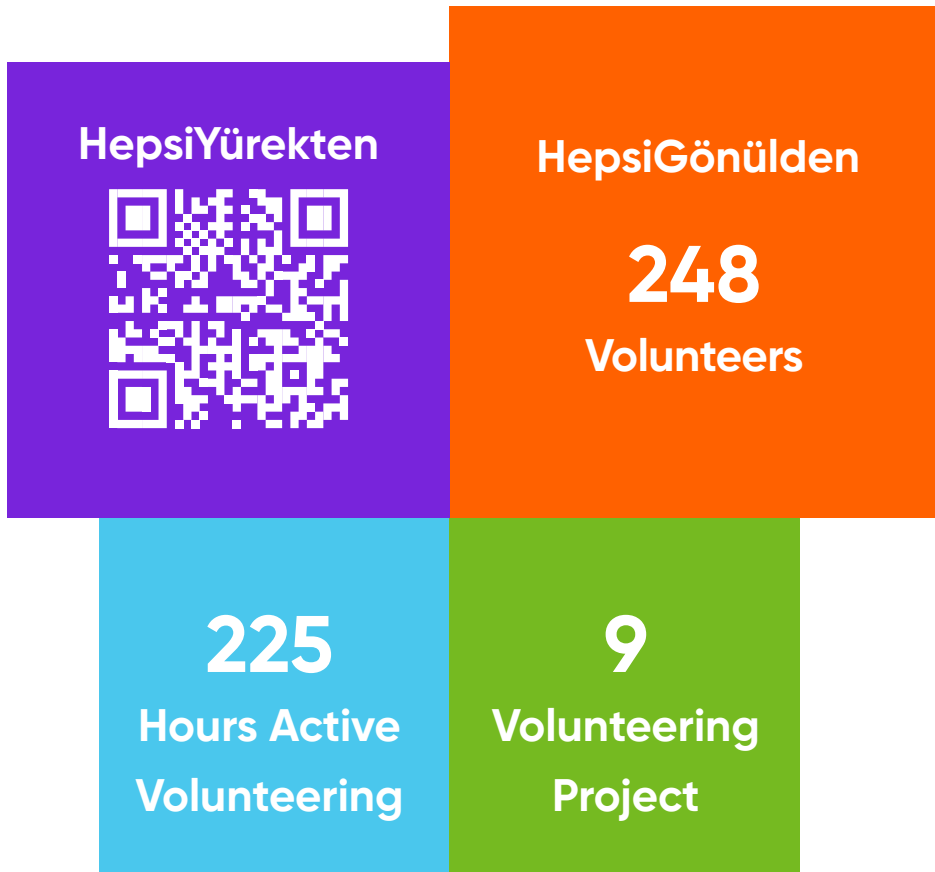 HepsiYürekten
HepsiGönülden
248
Volunteers
225
Hours Active
Volunteering
9
Volunteering
Project